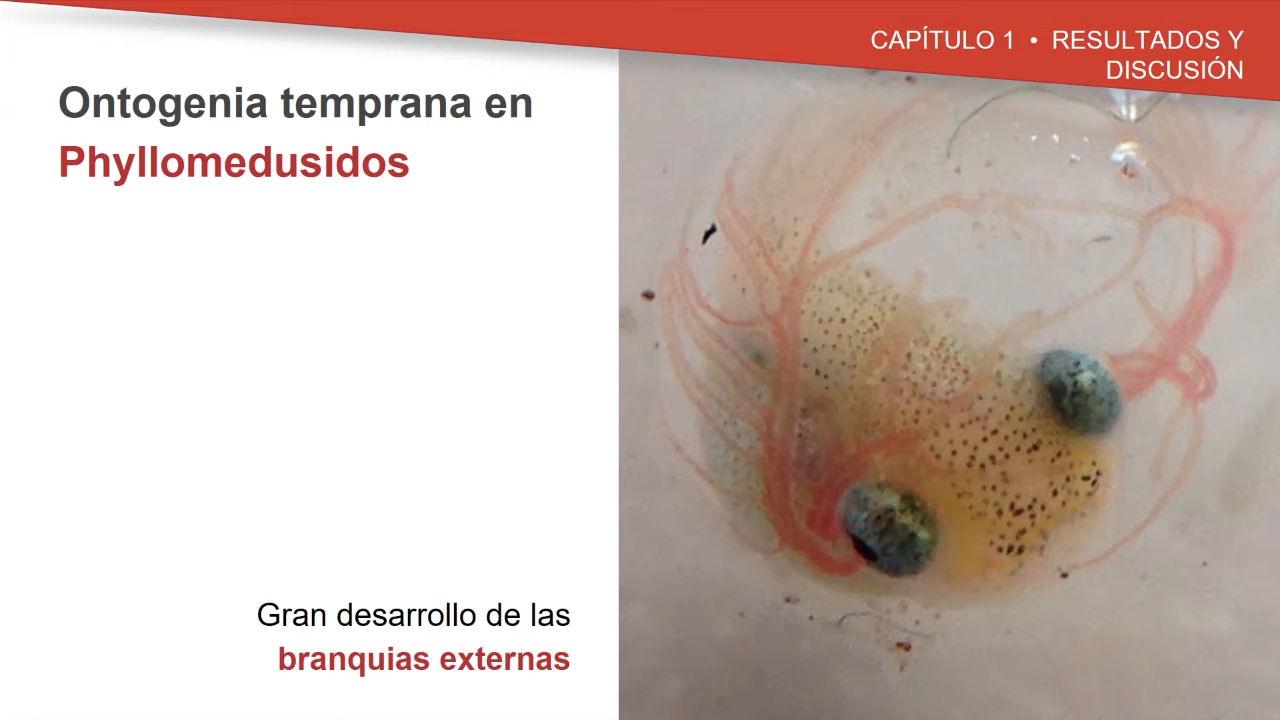 CAPÍTULO 1 • RESULTADOS Y
DISCUSIÓN
Ontogenia temprana en
Phyllomedusidos
Gran desarrollo de las
branquias externas